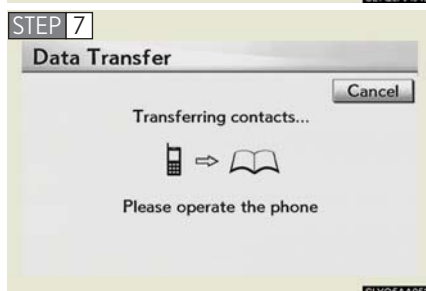 STEP 7
Data Transfer
Cancel
Transferring contacts...
Please operate the phone